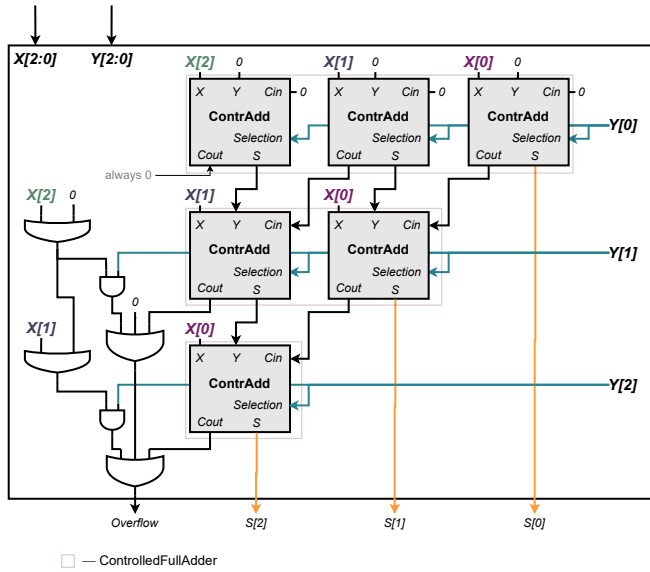 X[2:0] Y[2:0]
X[2] 0 X[1] 0 X[0] 0
X Y Cin 0 X Y Cin 0 X Y Cin 0
ContrAdd ContrAdd ContrAdd Y[0]
Selection Selection Selection
Cout S Cout S Cout S
always 0
X[2] 0 X[1] X[0]
X Y Cin X Y Cin
ContrAdd ContrAdd Y[1]
Selection Selection
Cout S Cout S
0
X[1] X[0]
X Y Cin
ContrAdd Y[2]
Selection
Cout S
Overflow S[2] S[1] S[0]
— ControlledFullAdder